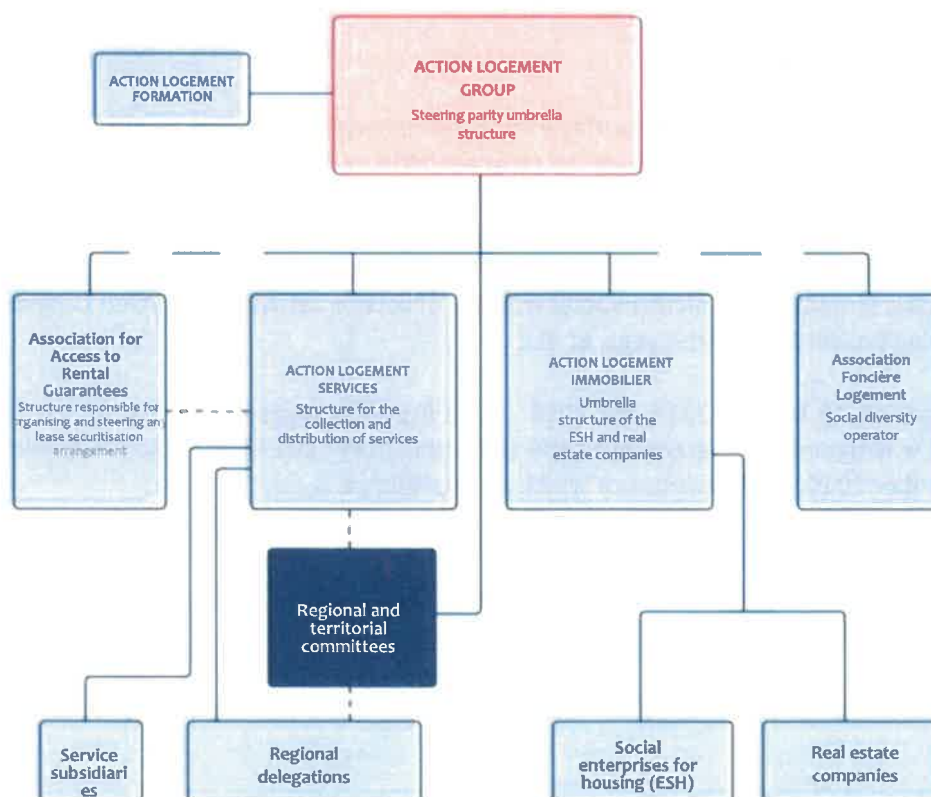 ACTION LOGEMENT
FORMATION
ACTION LOGEMENT
GROUP
Steering parity umbrella
structure
Association for
Access to
Rental
Guarantees
Structure responsible for
rganising and steering any
lease securitisation
arrangement
ACTION LOGEMENT
SERVICES
Structure for the
collection and
distribution of services
ACTION LOGEMENT
IMMOBILIER
Umbrella
structure of the
ESH and real
estate companies
Association
Foncière
Logement
Social diversity
operator
Regional and
territorial
committees
Service
subsidiari
es
Regional
delegations
Social
enterprises for
housing (ESH)
Real estate
companies